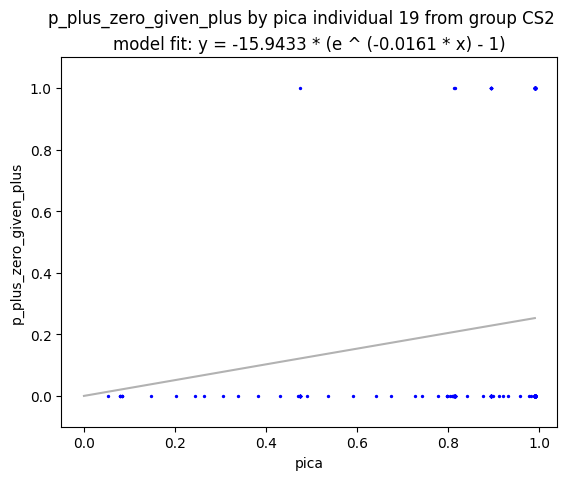 p_plus_zero_given_plus by pica individual 19 from group CS2
model fit: y = -15.9433 * (e ^ (-0.0161 * x) - 1)
1.0
0.8
0.6
0.4
0.2
0.0
p_plus_zero_given_plus
0.0 0.2 0.4 0.6 0.8 1.0
pica